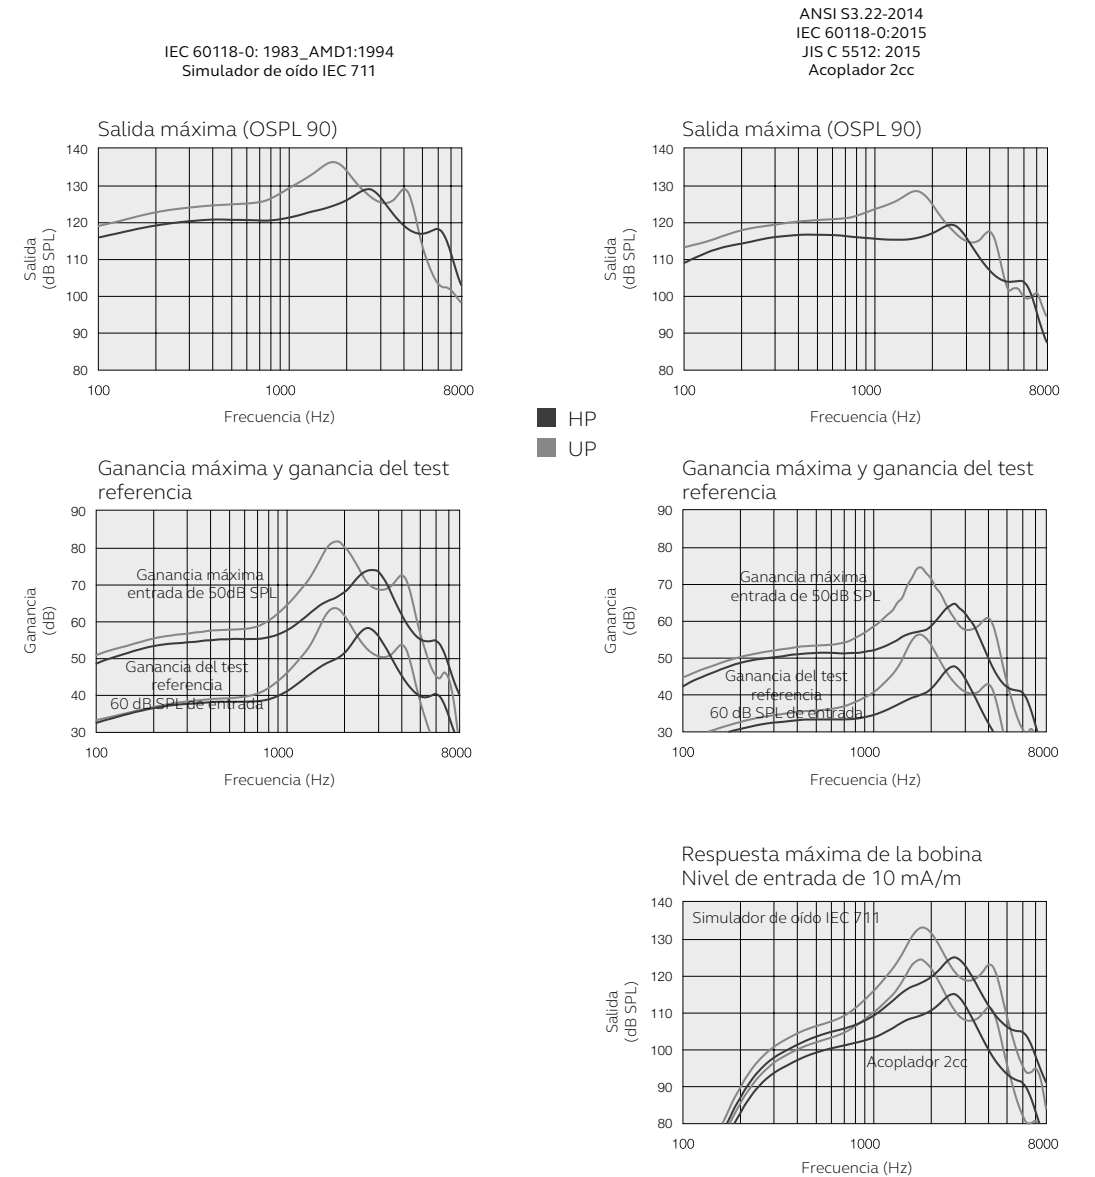 IEC 60118-0: 1983_AMD1:1994
Simulador de oído IEC 711
ANSI S3.22-2014
IEC 60118-0:2015
JIS C 5512: 2015
Acoplador 2cc
Salida máxima (OSPL 90)
140
130
120
110
100
90
80
Salida
(dB SPL)
100
1000
8000
Frecuencia (Hz)
Salida máxima (OSPL 90)
140
130
120
110
100
90
80
Salida
(dB SPL)
100
1000
8000
Frecuencia (Hz)
HP
UP
Ganancia máxima y ganancia del test
referencia
90
80
70
60
50
40
30
Ganancia
(dB)
Ganancia máxima
entrada de 50dB SPL
Ganancia del test
referencia
60 dB SPL de entrada
100
1000
8000
Frecuencia (Hz)
Ganancia máxima y ganancia del test
referencia
90
80
70
60
50
40
30
Ganancia
(dB)
Ganancia máxima
entrada de 50dB SPL
Ganancia del test
referencia
60 dB SPL de entrada
100
1000
8000
Frecuencia (Hz)
Respuesta máxima de la bobina
Nivel de entrada de 10 mA/m
140
130
120
110
100
90
80
Salida
(dB SPL)
Simulador de oído IEC 711
Acoplador 2cc
100
1000
8000
Frecuencia (Hz)